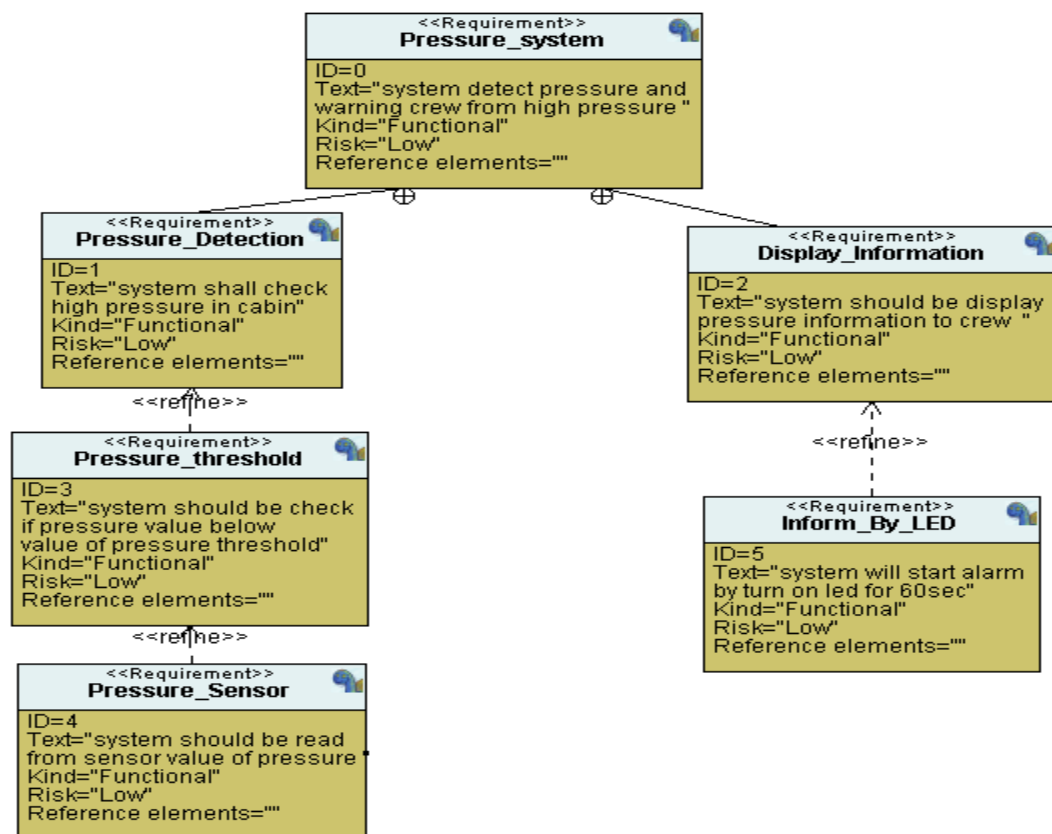 <<Requirement>>
Pressure_system
ID=0
Text="system detect pressure and
warning crew from high pressure "
Kind="Functional"
Risk="Low"
Reference elements=""
<<Requirement>>
Pressure_Detection
ID=1
Text="system shall check
high pressure in cabin"
Kind="Functional"
Risk="Low"
Reference elements=""
<<Requirement>>
Display_Information
ID=2
Text="system should be display
pressure information to crew "
Kind="Functional"
Risk="Low"
Reference elements=""
<<refine>>
<<Requirement>>
Pressure_threshold
ID=3
Text="system should be check
if pressure value below
value of pressure threshold"
Kind="Functional"
Risk="Low"
Reference elements=""
<<refine>>
<<Requirement>>
Inform_By_LED
ID=5
Text="system will start alarm
by turn on led for 60sec"
Kind="Functional"
Risk="Low"
Reference elements=""
<<refine>>
<<Requirement>>
Pressure_Sensor
ID=4
Text="system should be read
from sensor value of pressure
Kind="Functional"
Risk="Low"
Reference elements=""